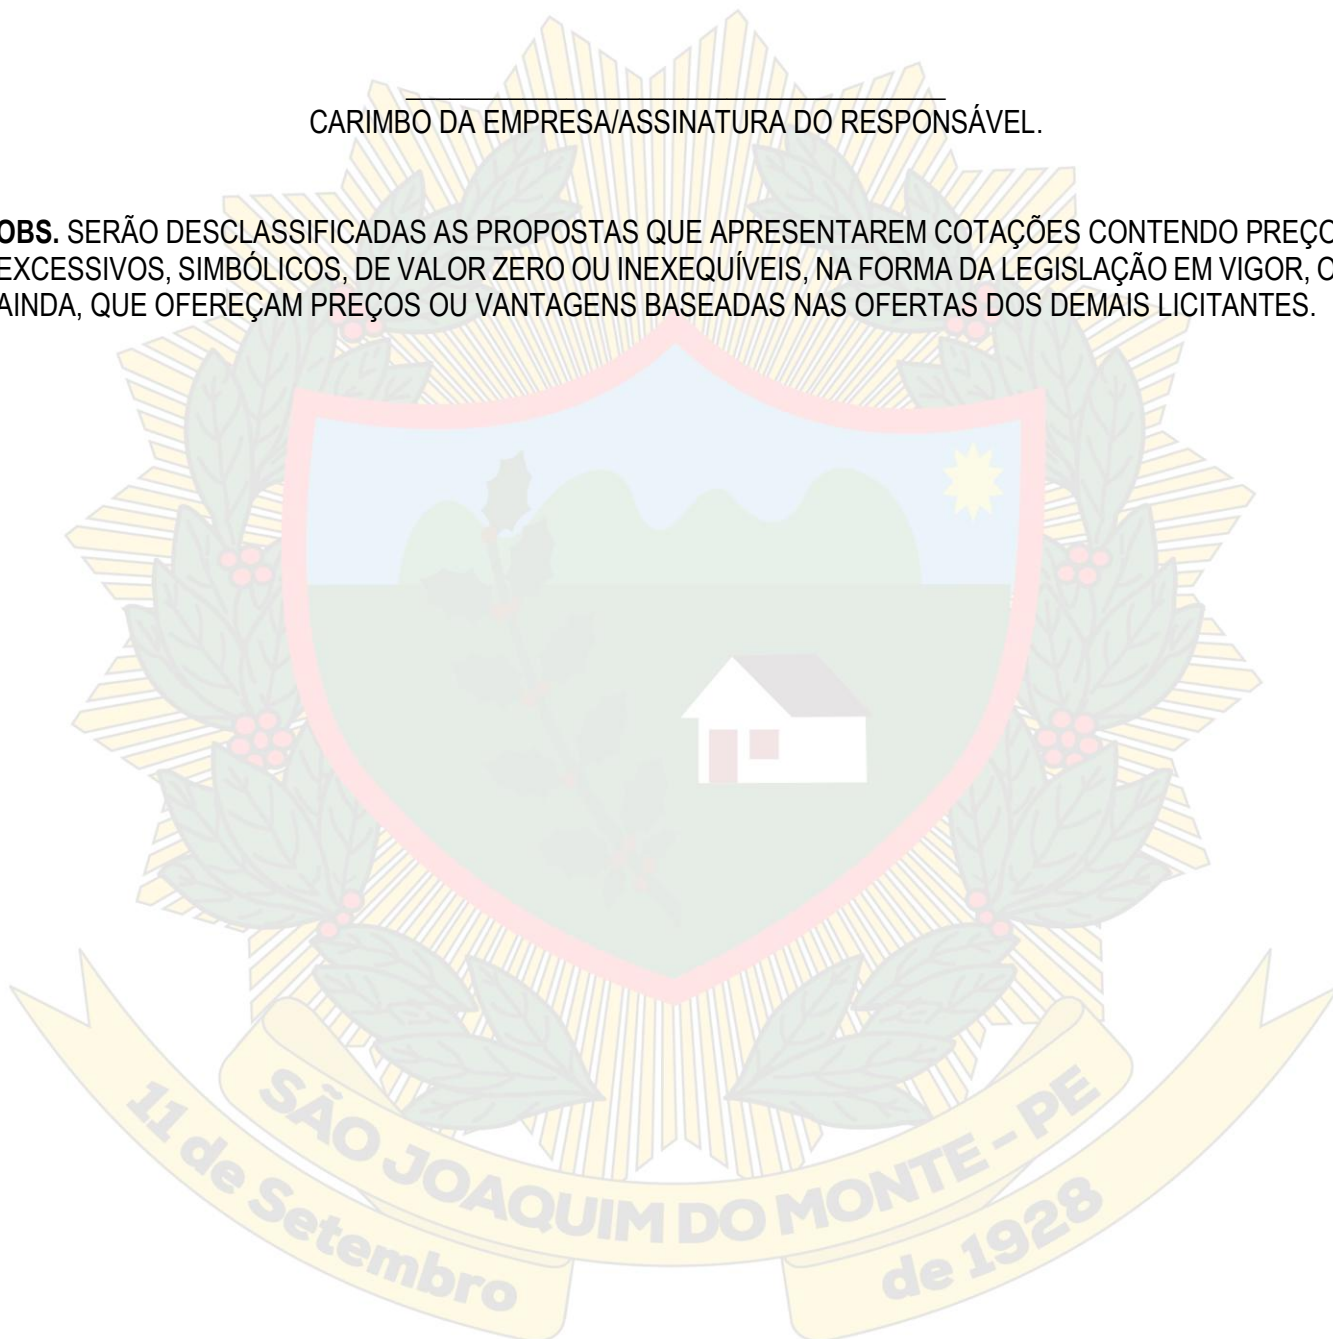 CARIMBO DA EMPRESA/ASSINATURA DO RESPONSÁVEL.
OBS. SERÃO DESCLASSIFICADAS AS PROPOSTAS QUE APRESENTAREM COTAÇÕES CONTENDO PREÇO
EXCESSIVOS, SIMBÓLICOS, DE VALOR ZERO OU INEXEQUÍVEIS, NA FORMA DA LEGISLAÇÃO EM VIGOR, O
AINDA, QUE OFEREÇAM PREÇOS OU VANTAGENS BASEADAS NAS OFERTAS DOS DEMAIS LICITANTES.
SÃO JOAQUIM DO MONTE - PE
11 de Setembro de 1928